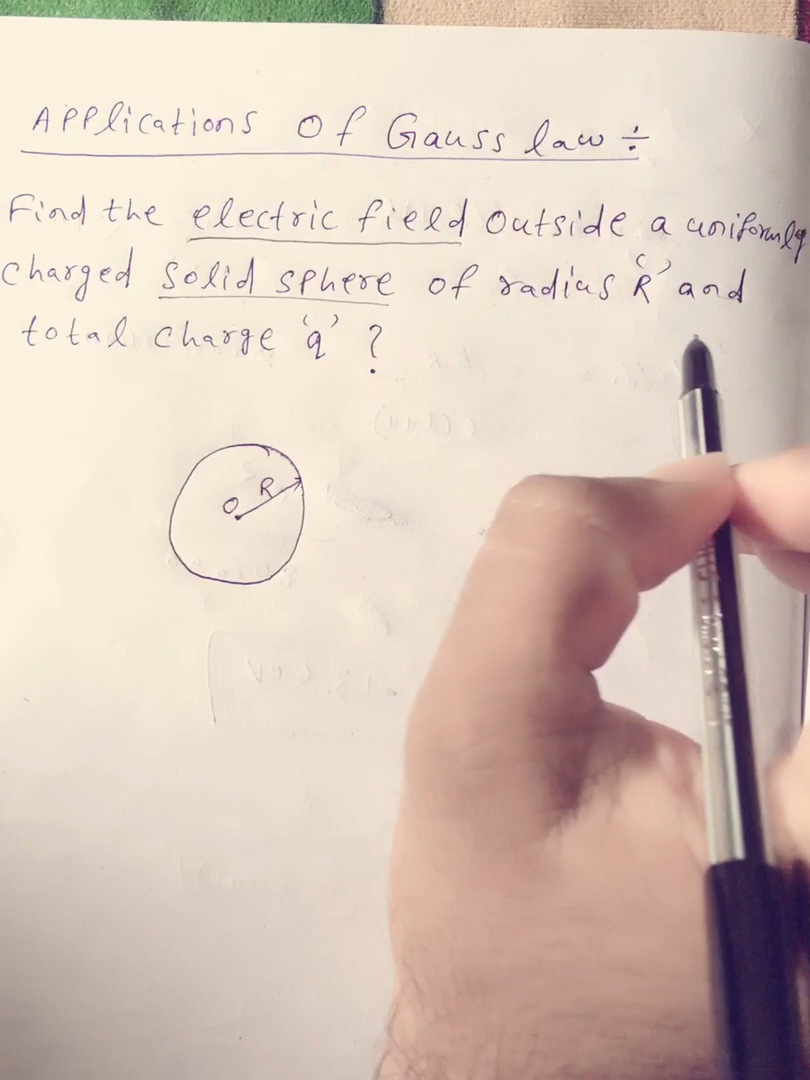 Applications of Gauss law ÷
Find the electric field outside a uniformly
charged solid sphere of radius 'R' and
total charge 'q' ?
R
O